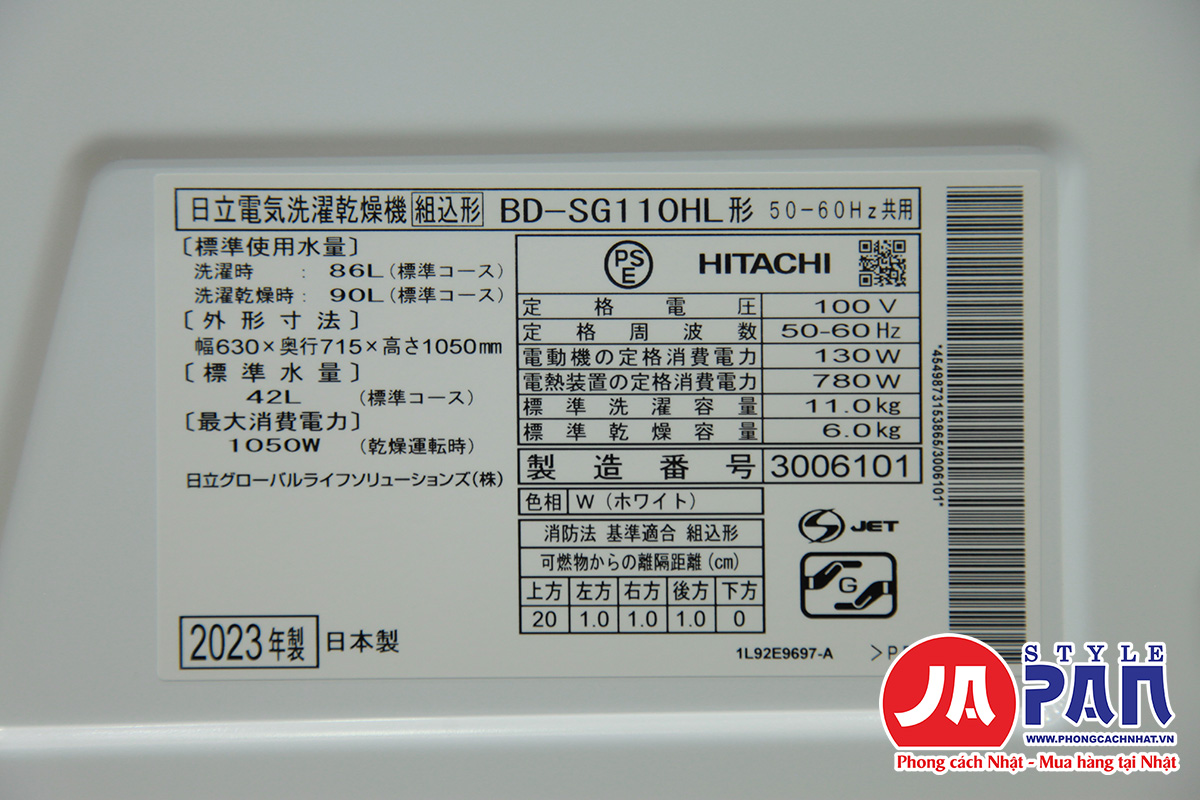 日立電気洗濯乾燥機 組込形 BD-SG110HL形 50-60Hz共用
〔標準使用水量〕
洗濯時 : 86L(標準コース)
洗濯乾燥時: 90L(標準コース)
〔外形寸法〕
幅630×奥行715×高さ1050mm
〔標準水量〕
42L (標準コース)
〔最大消費電力〕
1050W (乾燥運転時)
日立グローバルライフソリューションズ(株)
2023年製 日本製
PS
E
HITACHI
定格電圧 100V
定格周波数 50-60Hz
電動機の定格消費電力 130W
電熱装置の定格消費電力 780W
標準洗濯容量 11.0kg
標準乾燥容量 6.0kg
製造番号 3006101
色相 W(ホワイト)
消防法 基準適合 組込形
可燃物からの離隔距離(cm)
上方 左方 右方 後方 下方
20 1.0 1.0 1.0 0
S JET
G
1L92E9697-A >P
*4549873153865/3006101*
STYLE
JAPAN
WWW.PHONGCACHNHAT.VN
Phong cách Nhật - Mua hàng tại Nhật